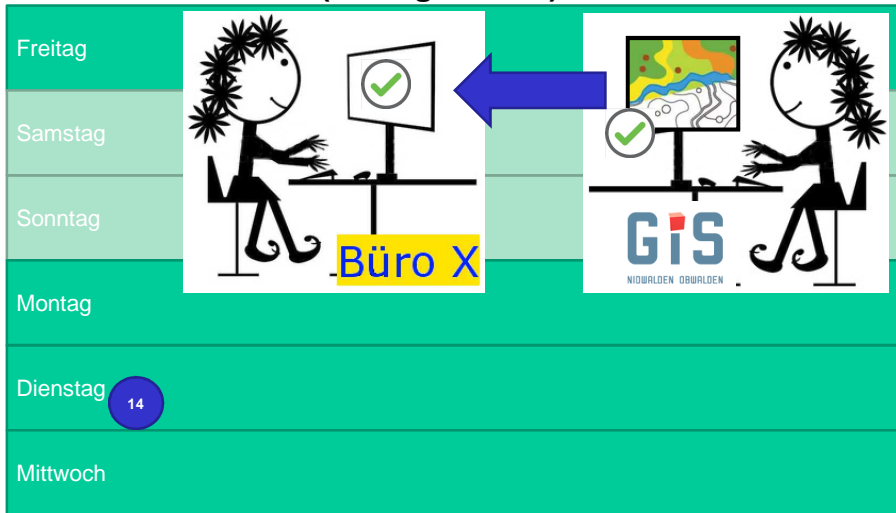 Freitag
Samstag
Sonntag
Büro X
GiS
NIDWALDEN OBWALDEN
Montag
Dienstag
14
Mittwoch